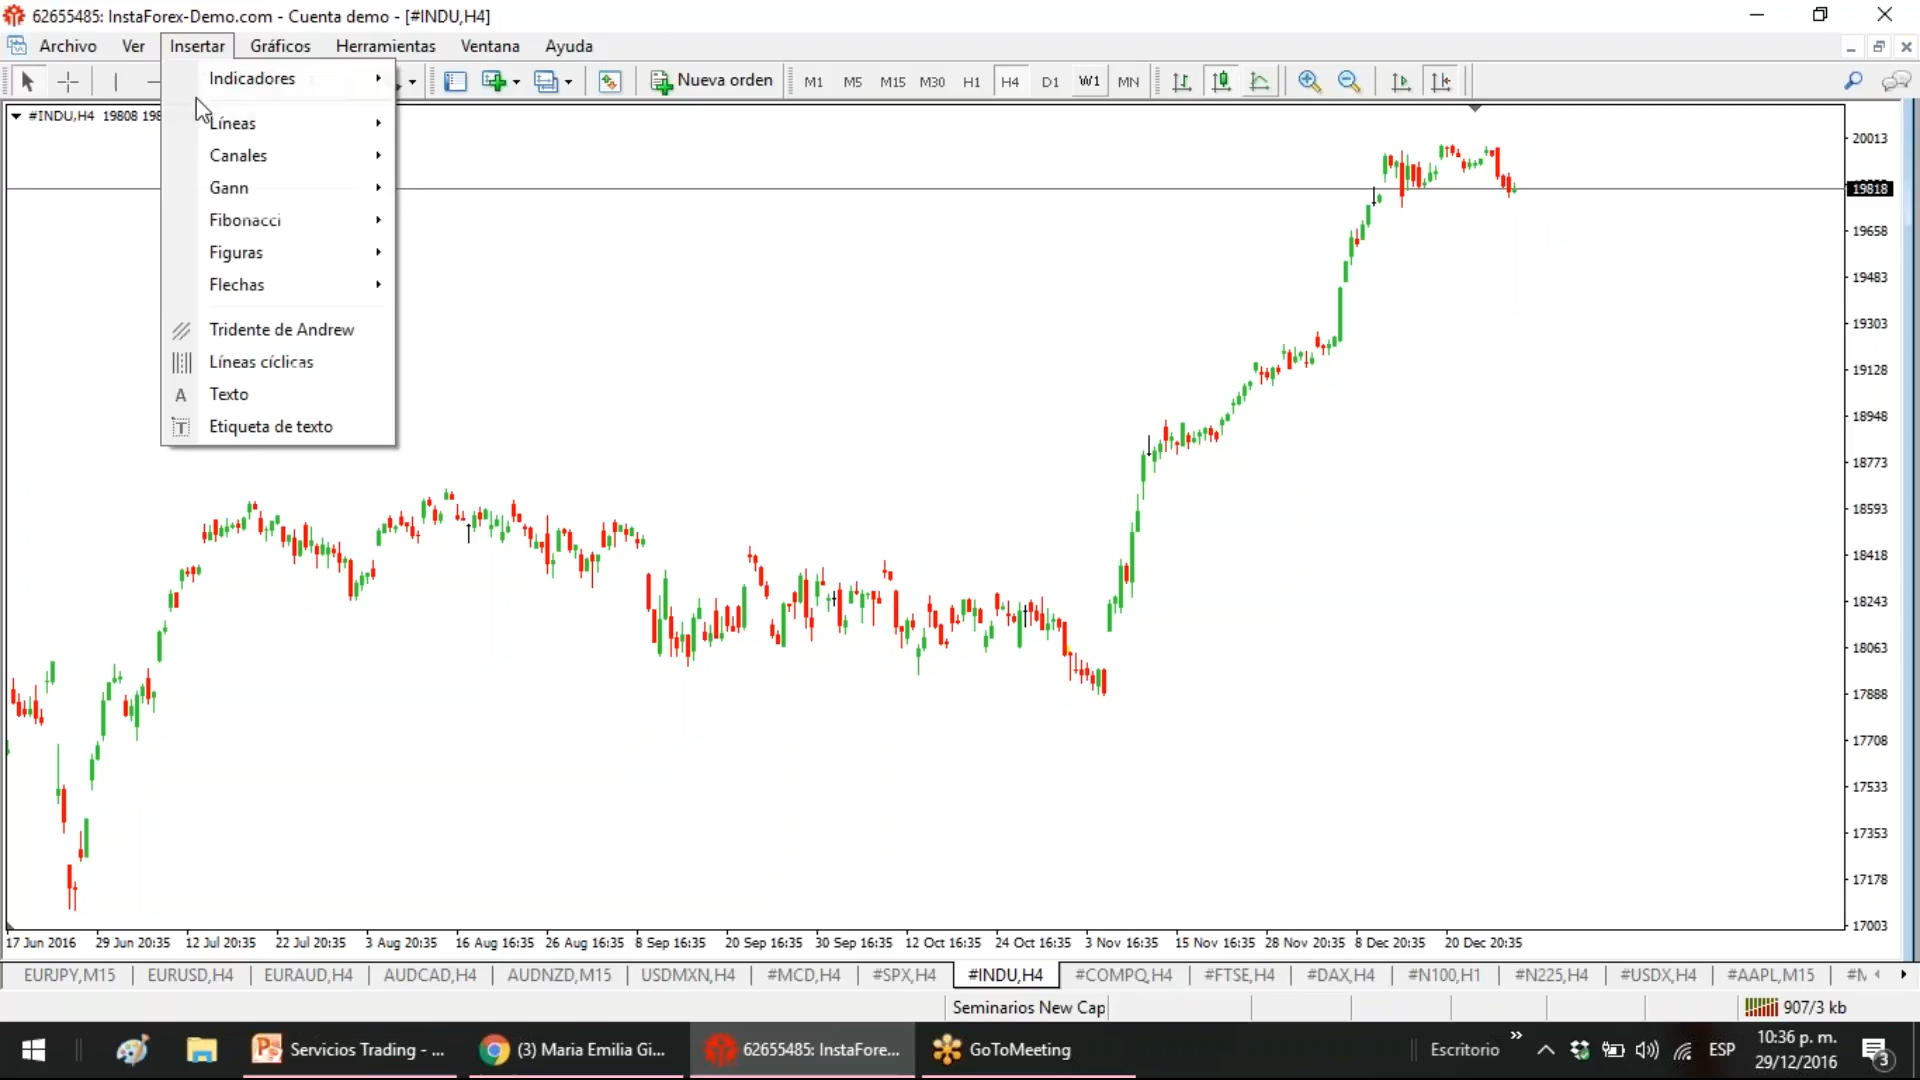 62655485: InstaForex-Demo.com - Cuenta demo - [#INDU,H4]
Archivo Ver Insertar Gráficos Herramientas Ventana Ayuda
Nueva orden M1 M5 M15 M30 H1 H4 D1 W1 MN
#INDU,H4 19808
Indicadores
Líneas
Canales
Gann
Fibonacci
Figuras
Flechas
Tridente de Andrew
Líneas cíclicas
A Texto
T Etiqueta de texto
20013
19818
19658
19483
19303
19128
18948
18773
18593
18418
18243
18063
17888
17708
17533
17353
17178
17003
17 Jun 2016 29 Jun 20:35 12 Jul 20:35 22 Jul 20:35 3 Aug 20:35 16 Aug 16:35 26 Aug 16:35 8 Sep 16:35 20 Sep 16:35 30 Sep 16:35 12 Oct 16:35 24 Oct 16:35 3 Nov 16:35 15 Nov 16:35 28 Nov 20:35 8 Dec 20:35 20 Dec 20:35
EURJPY,M15 EURUSD,H4 EURAUD,H4 AUDCAD,H4 AUDNZD,M15 USDMXN,H4 #MCD,H4 #SPX,H4 #INDU,H4 #COMPQ,H4 #FTSE,H4 #DAX,H4 #N100,H1 #N225,H4 #USDX,H4 #AAPL,M15
Seminarios New Cap 907/3 kb
Servicios Trading - ... (3) Maria Emilia Gi... 62655485: InstaFore... GoToMeeting Escritorio ESP 10:36 p. m.
29/12/2016 3